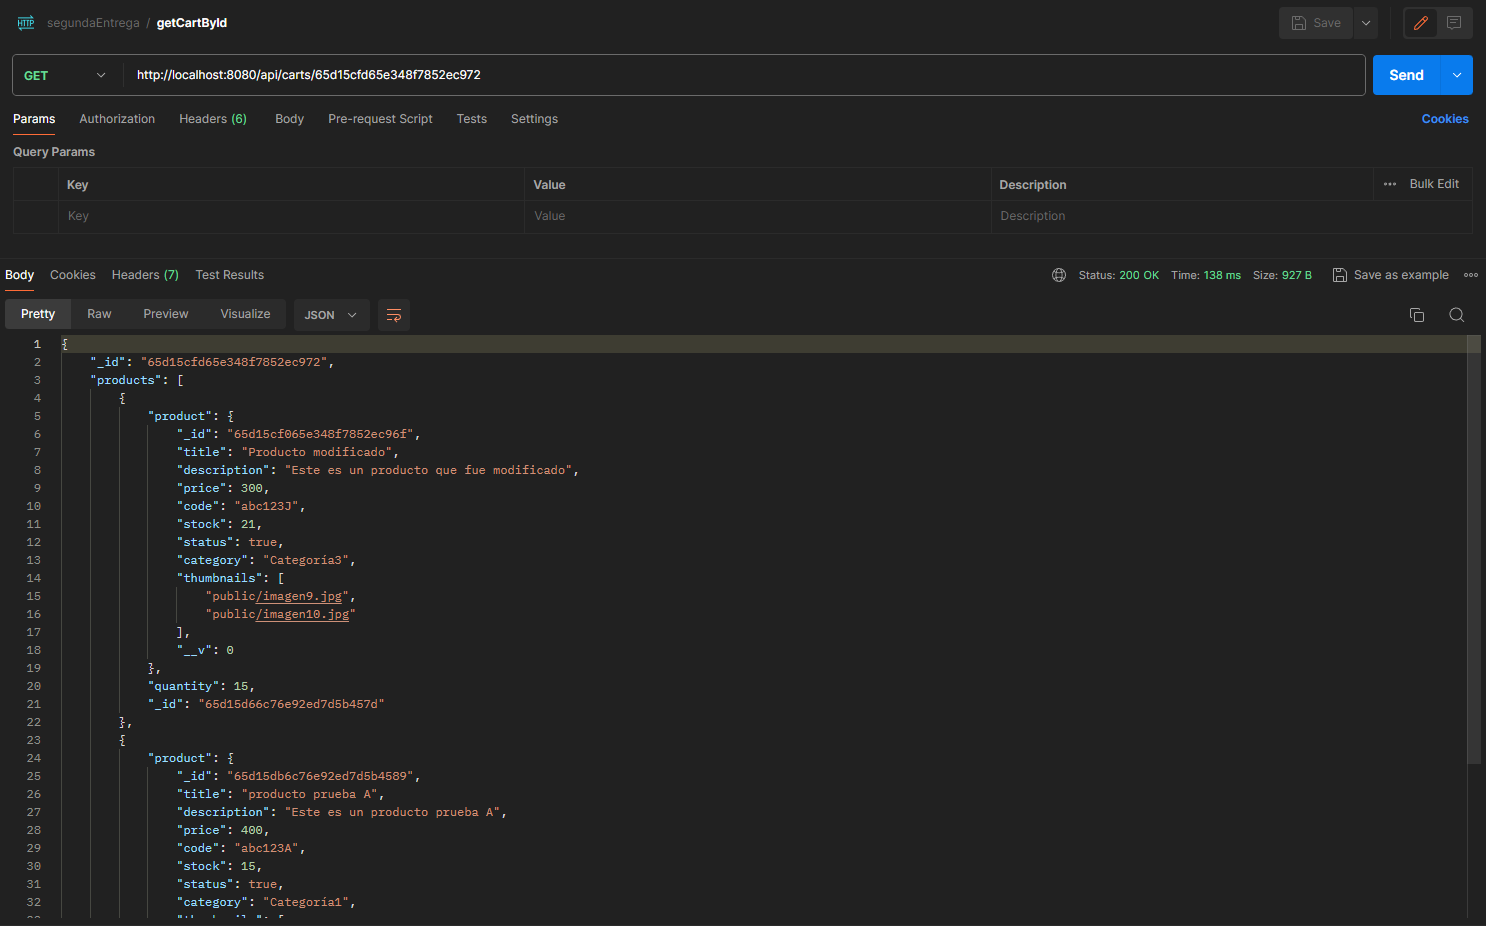 HTTP segundaEntrega / getCartById Save
GET http://localhost:8080/api/carts/65d15cfd65e348f7852ec972 Send
Params Authorization Headers (6) Body Pre-request Script Tests Settings Cookies
Query Params
Key Value Description ••• Bulk Edit
Key Value Description
Body Cookies Headers (7) Test Results Status: 200 OK Time: 138 ms Size: 927 B Save as example
Pretty Raw Preview Visualize JSON
1 {
2 "_id": "65d15cfd65e348f7852ec972",
3 "products": [
4 {
5 "product": {
6 "_id": "65d15cf065e348f7852ec96f",
7 "title": "Producto modificado",
8 "description": "Este es un producto que fue modificado",
9 "price": 300,
10 "code": "abc123J",
11 "stock": 21,
12 "status": true,
13 "category": "Categoría3",
14 "thumbnails": [
15 "public/imagen9.jpg",
16 "public/imagen10.jpg"
17 ],
18 "__v": 0
19 },
20 "quantity": 15,
21 "_id": "65d15d66c76e92ed7d5b457d"
22 },
23 {
24 "product": {
25 "_id": "65d15db6c76e92ed7d5b4589",
26 "title": "producto prueba A",
27 "description": "Este es un producto prueba A",
28 "price": 400,
29 "code": "abc123A",
30 "stock": 15,
31 "status": true,
32 "category": "Categoría1",